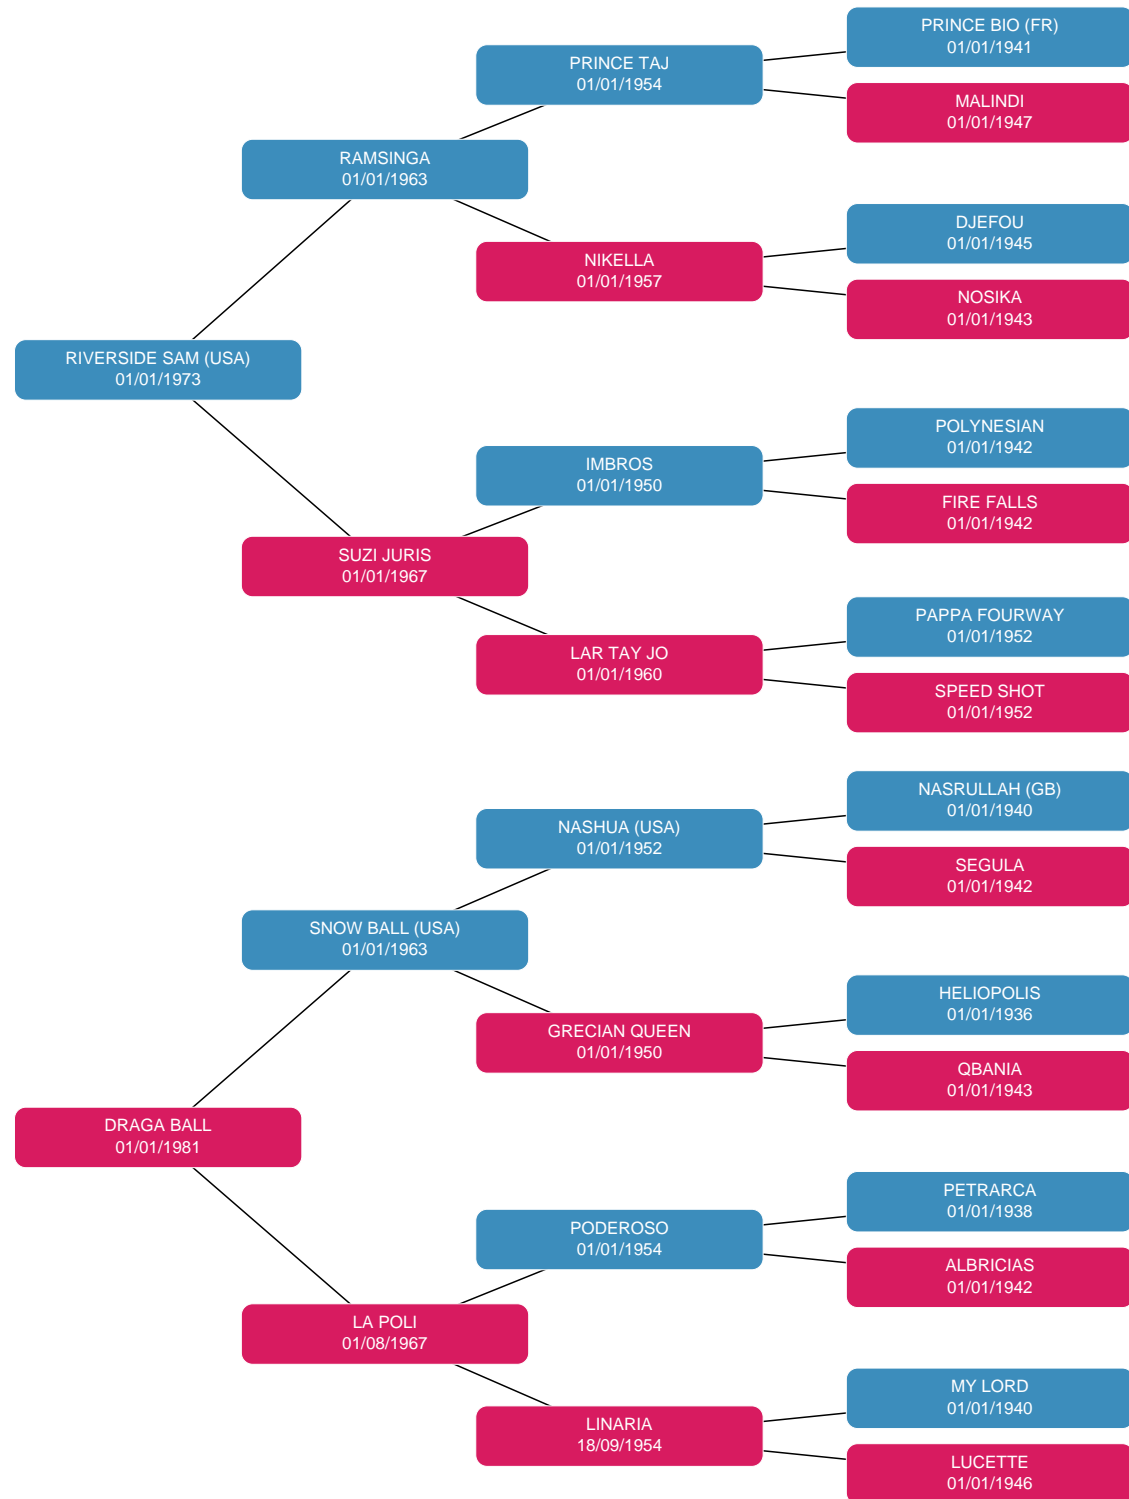 PRINCE BIO (FR)
01/01/1941
PRINCE TAJ
01/01/1954
MALINDI
01/01/1947
RAMSINGA
01/01/1963
DJEFOU
01/01/1945
NIKELLA
01/01/1957
NOSIKA
01/01/1943
RIVERSIDE SAM (USA)
01/01/1973
POLYNESIAN
01/01/1942
IMBROS
01/01/1950
FIRE FALLS
01/01/1942
SUZI JURIS
01/01/1967
PAPPA FOURWAY
01/01/1952
LAR TAY JO
01/01/1960
SPEED SHOT
01/01/1952
NASRULLAH (GB)
01/01/1940
NASHUA (USA)
01/01/1952
SEGULA
01/01/1942
SNOW BALL (USA)
01/01/1963
HELIOPOLIS
01/01/1936
GRECIAN QUEEN
01/01/1950
QBANIA
01/01/1943
DRAGA BALL
01/01/1981
PETRARCA
01/01/1938
PODEROSO
01/01/1954
ALBRICIAS
01/01/1942
LA POLI
01/08/1967
MY LORD
01/01/1940
LINARIA
18/09/1954
LUCETTE
01/01/1946